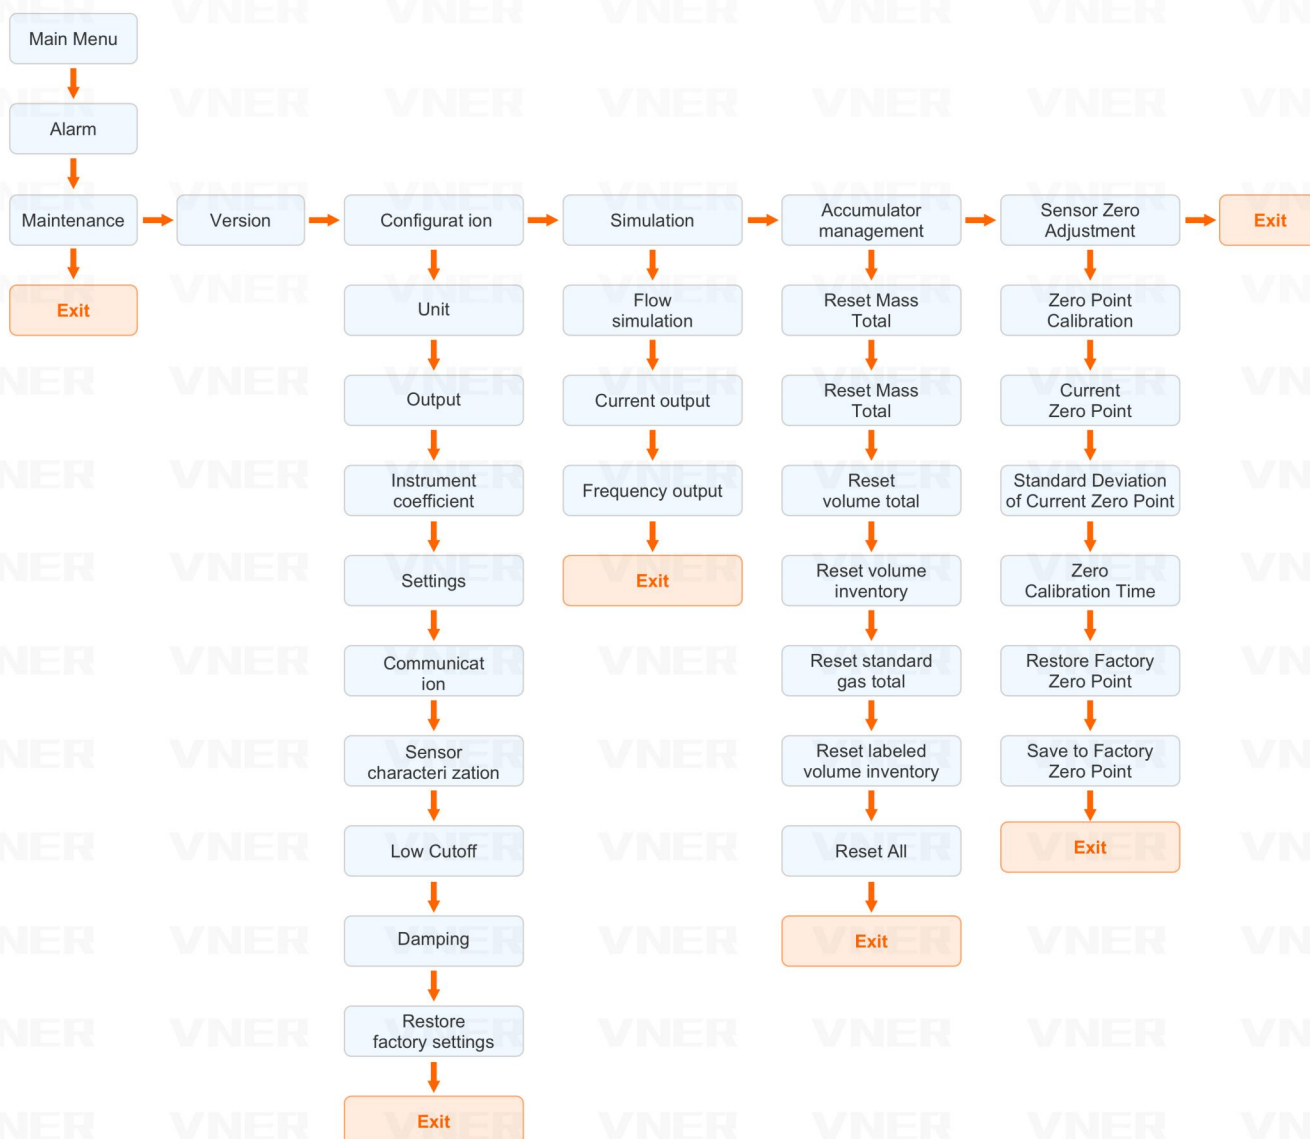 Main Menu
Alarm
Maintenance
Exit
Version
Configurat ion
Unit
Output
Instrument
coefficient
Settings
Communicat
ion
Sensor
characteri zation
Low Cutoff
Damping
Restore
factory settings
Exit
Simulation
Flow
simulation
Current output
Frequency output
Exit
Accumulator
management
Reset Mass
Total
Reset Mass
Total
Reset
volume total
Reset volume
inventory
Reset standard
gas total
Reset labeled
volume inventory
Reset All
Exit
Sensor Zero
Adjustment
Zero Point
Calibration
Current
Zero Point
Standard Deviation
of Current Zero Point
Zero
Calibration Time
Restore Factory
Zero Point
Save to Factory
Zero Point
Exit
Exit
VNER